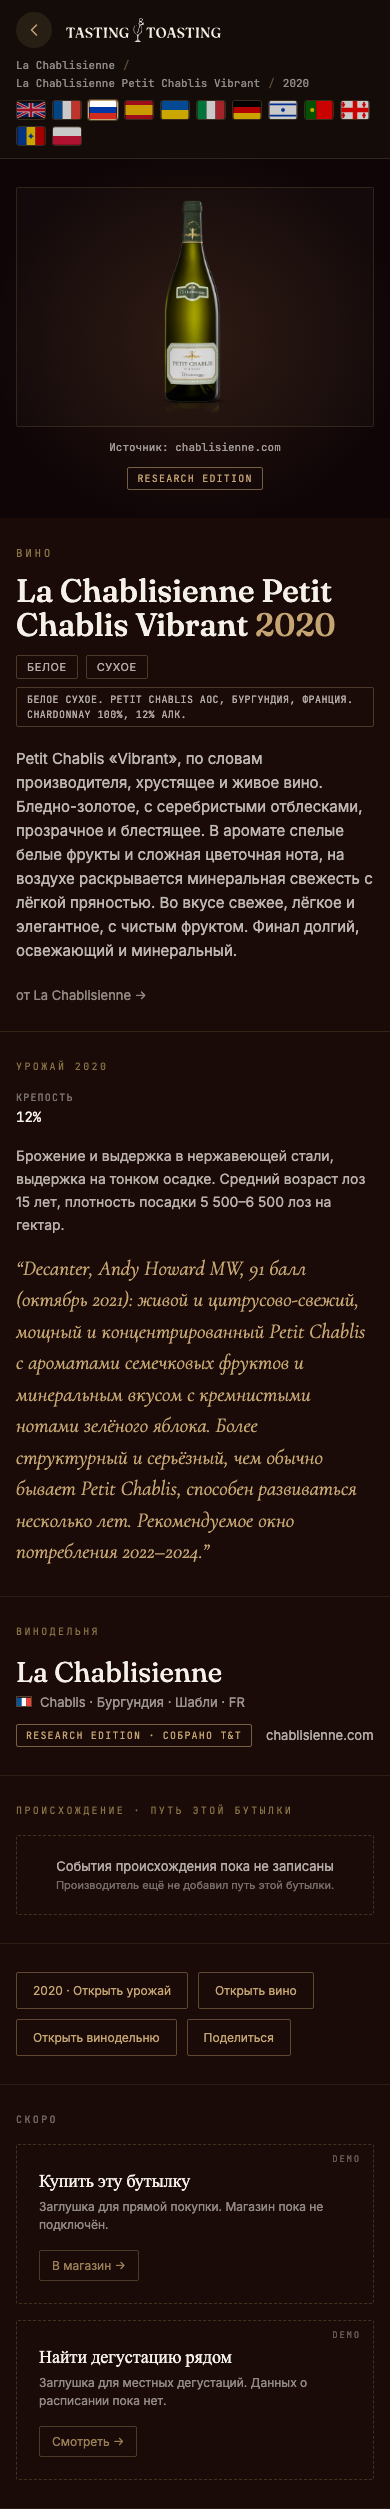 TASTING TOASTING
La Chablisienne /
La Chablisienne Petit Chablis Vibrant / 2020
PETIT CHABLIS
Источник: chablisienne.com
RESEARCH EDITION
ВИНО
La Chablisienne Petit
Chablis Vibrant 2020
БЕЛОЕ СУХОЕ
БЕЛОЕ СУХОЕ. PETIT CHABLIS AOC, БУРГУНДИЯ, ФРАНЦИЯ.
CHARDONNAY 100%, 12% АЛК.
Petit Chablis «Vibrant», по словам
производителя, хрустящее и живое вино.
Бледно-золотое, с серебристыми отблесками,
прозрачное и блестящее. В аромате спелые
белые фрукты и сложная цветочная нота, на
воздухе раскрывается минеральная свежесть с
лёгкой пряностью. Во вкусе свежее, лёгкое и
элегантное, с чистым фруктом. Финал долгий,
освежающий и минеральный.
от La Chablisienne →
УРОЖАЙ 2020
КРЕПОСТЬ
12%
Брожение и выдержка в нержавеющей стали,
выдержка на тонком осадке. Средний возраст лоз
15 лет, плотность посадки 5 500–6 500 лоз на
гектар.
“Decanter, Andy Howard MW, 91 балл
(октябрь 2021): живой и цитрусово-свежий,
мощный и концентрированный Petit Chablis
с ароматами семечковых фруктов и
минеральным вкусом с кремнистыми
нотами зелёного яблока. Более
структурный и серьёзный, чем обычно
бывает Petit Chablis, способен развиваться
несколько лет. Рекомендуемое окно
потребления 2022–2024.”
ВИНОДЕЛЬНЯ
La Chablisienne
Chablis · Бургундия · Шабли · FR
RESEARCH EDITION · СОБРАНО T&T chablisienne.com
ПРОИСХОЖДЕНИЕ · ПУТЬ ЭТОЙ БУТЫЛКИ
События происхождения пока не записаны
Производитель ещё не добавил путь этой бутылки.
2020 · Открыть урожай Открыть вино
Открыть винодельню Поделиться
СКОРО
DEMO
Купить эту бутылку
Заглушка для прямой покупки. Магазин пока не
подключён.
В магазин →
DEMO
Найти дегустацию рядом
Заглушка для местных дегустаций. Данных о
расписании пока нет.
Смотреть →